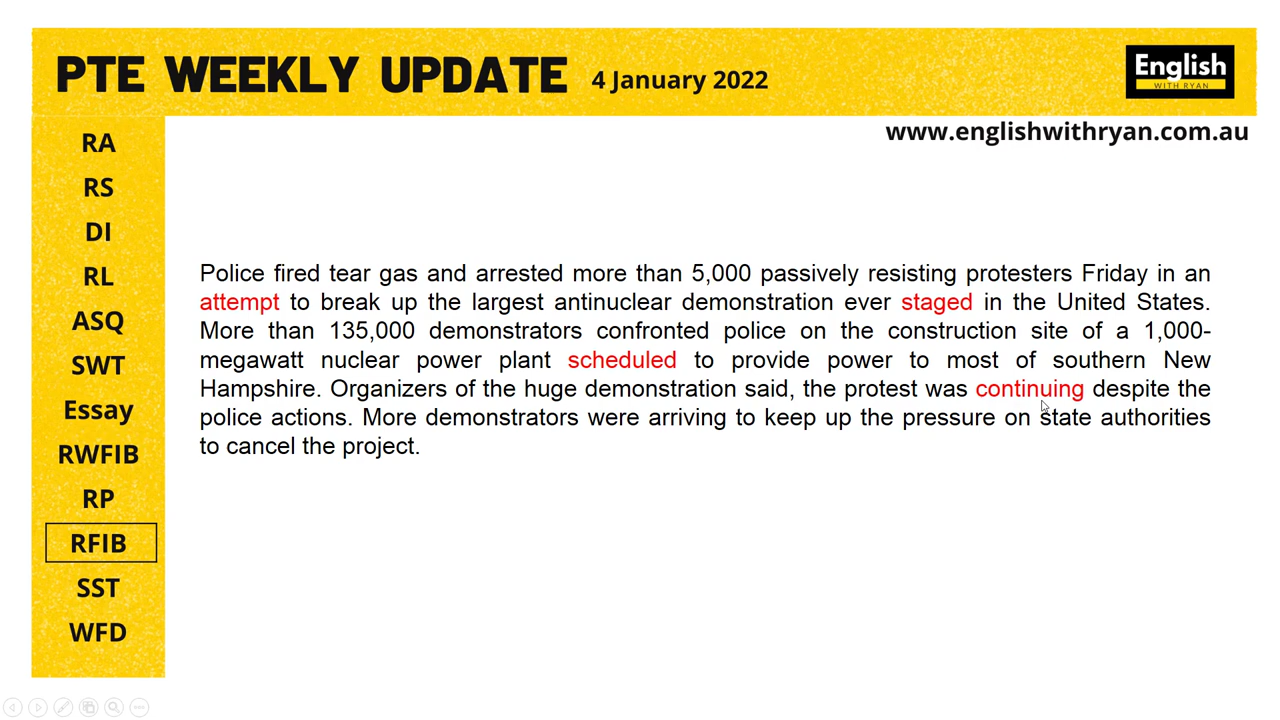 PTE WEEKLY UPDATE 4 January 2022
English
WITH RYAN
www.englishwithryan.com.au
RA
RS
DI
RL
ASQ
SWT
Essay
RWFIB
RP
RFIB
SST
WFD
Police fired tear gas and arrested more than 5,000 passively resisting protesters Friday in an
attempt to break up the largest antinuclear demonstration ever staged in the United States.
More than 135,000 demonstrators confronted police on the construction site of a 1,000-
megawatt nuclear power plant scheduled to provide power to most of southern New
Hampshire. Organizers of the huge demonstration said, the protest was continuing despite the
police actions. More demonstrators were arriving to keep up the pressure on state authorities
to cancel the project.